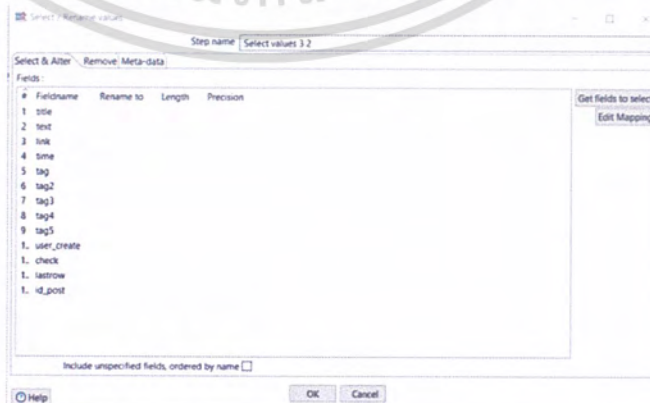 Select / Rename values
Step name Select values 3 2
Select & Alter Remove Meta-data
Fields :
# Fieldname Rename to Length Precision
Get fields to select
1 title
Edit Mapping
2 text
3 link
4 time
5 tag
6 tag2
7 tag3
8 tag4
9 tag5
1.. user_create
1.. check
1.. lastrow
1.. id_post
Include unspecified fields, ordered by name
Help OK Cancel